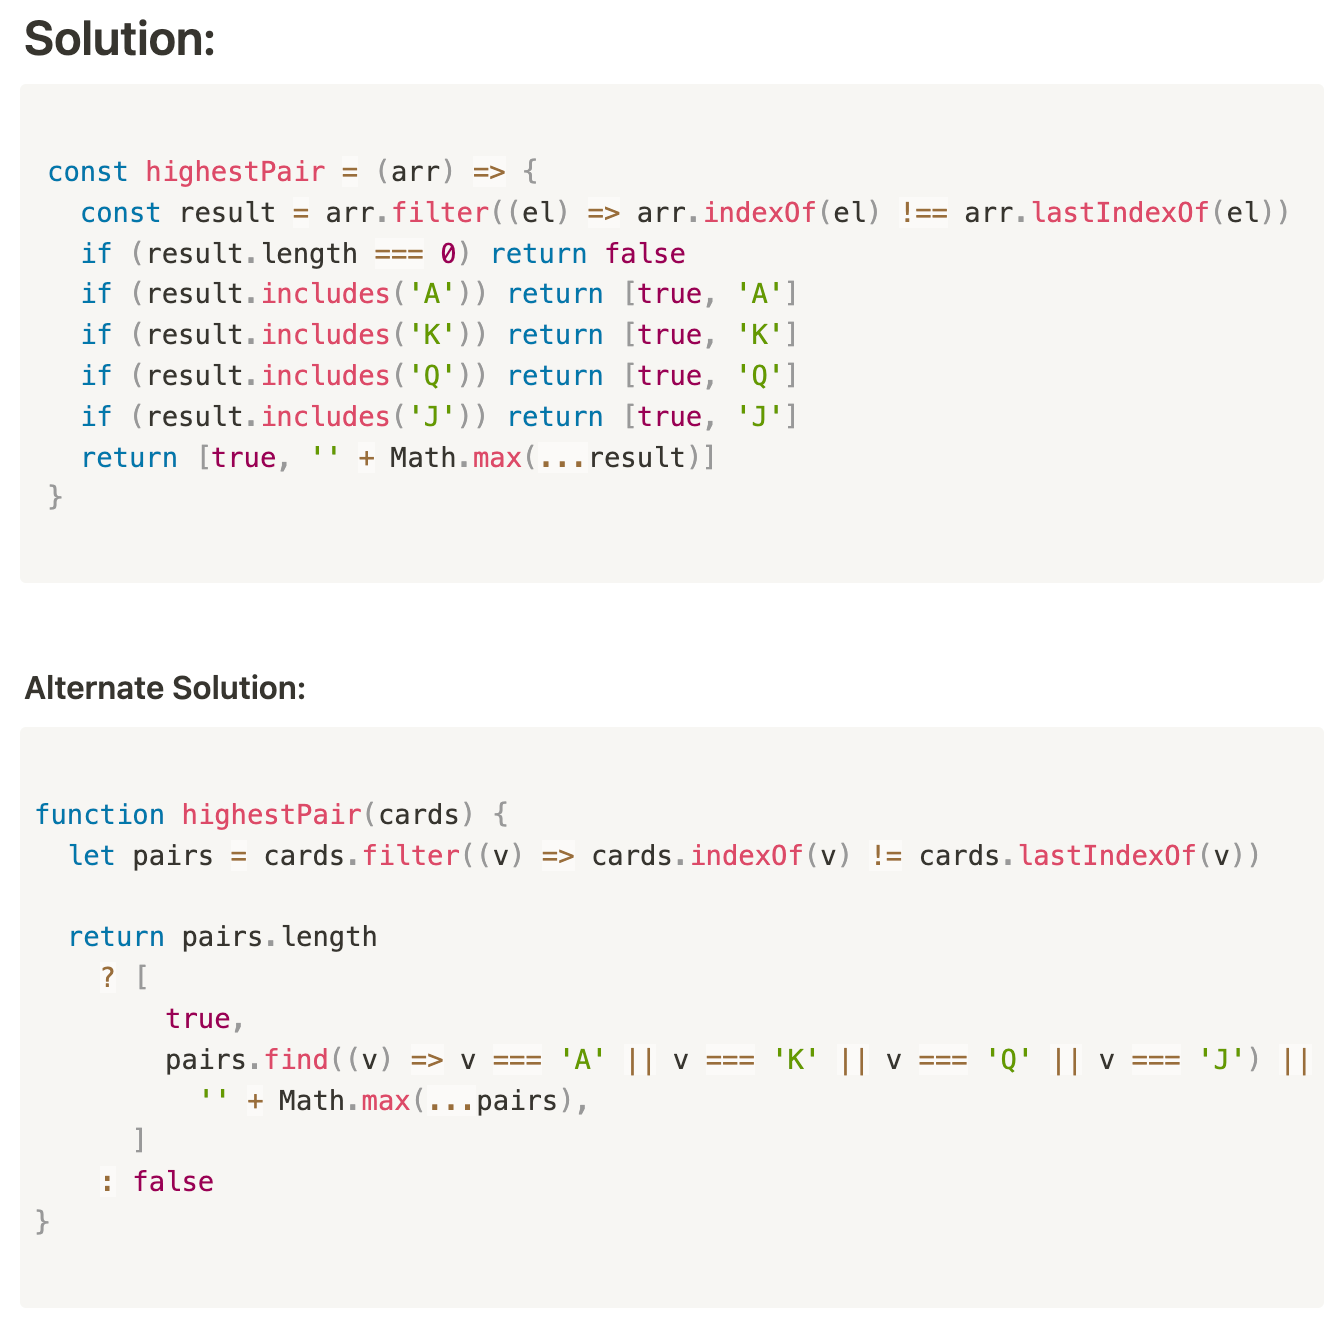 Solution:
const highestPair = (arr) => {
  const result = arr.filter((el) => arr.indexOf(el) !== arr.lastIndexOf(el))
  if (result.length === 0) return false
  if (result.includes('A')) return [true, 'A']
  if (result.includes('K')) return [true, 'K']
  if (result.includes('Q')) return [true, 'Q']
  if (result.includes('J')) return [true, 'J']
  return [true, '' + Math.max(...result)]
}
Alternate Solution:
function highestPair(cards) {
  let pairs = cards.filter((v) => cards.indexOf(v) != cards.lastIndexOf(v))
  return pairs.length
    ? [
        true,
        pairs.find((v) => v === 'A' || v === 'K' || v === 'Q' || v === 'J') ||
          '' + Math.max(...pairs),
      ]
    : false
}